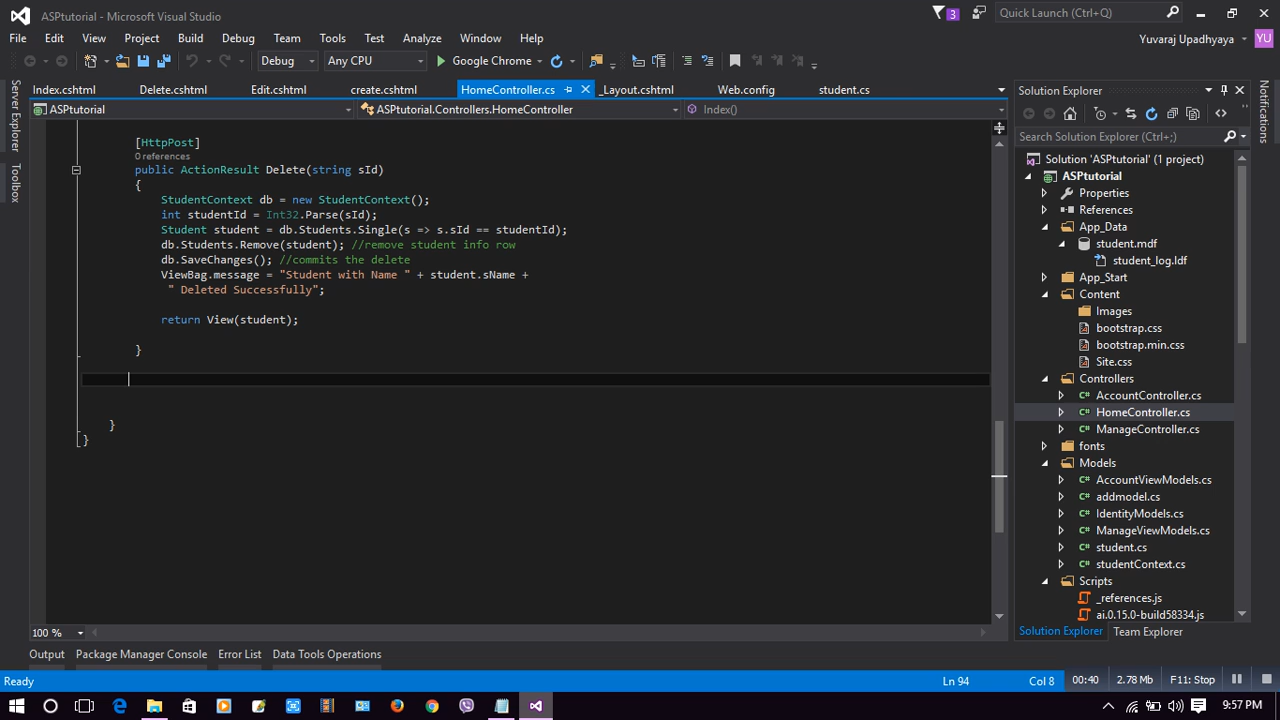 ASPtutorial - Microsoft Visual Studio
3
Quick Launch (Ctrl+Q)
File Edit View Project Build Debug Team Tools Test Analyze Window Help
Yuvaraj Upadhyaya YU
Debug Any CPU Google Chrome
Index.cshtml Delete.cshtml Edit.cshtml create.cshtml HomeController.cs _Layout.cshtml Web.config student.cs
ASPtutorial ASPtutorial.Controllers.HomeController Index()
Server Explorer
Toolbox
[HttpPost]
0 references
public ActionResult Delete(string sId)
{
StudentContext db = new StudentContext();
int studentId = Int32.Parse(sId);
Student student = db.Students.Single(s => s.sId == studentId);
db.Students.Remove(student); //remove student info row
db.SaveChanges(); //commits the delete
ViewBag.message = "Student with Name " + student.sName +
" Deleted Successfully";
return View(student);
}
}
}
100 %
Solution Explorer
Search Solution Explorer (Ctrl+;)
Solution 'ASPtutorial' (1 project)
ASPtutorial
Properties
References
App_Data
student.mdf
student_log.ldf
App_Start
Content
Images
bootstrap.css
bootstrap.min.css
Site.css
Controllers
C# AccountController.cs
C# HomeController.cs
C# ManageController.cs
fonts
Models
C# AccountViewModels.cs
C# addmodel.cs
C# IdentityModels.cs
C# ManageViewModels.cs
C# student.cs
C# studentContext.cs
Scripts
_references.js
ai.0.15.0-build58334.js
Solution Explorer Team Explorer
Notifications
Output Package Manager Console Error List Data Tools Operations
Ready Ln 94 Col 8 00:40 2.78 Mb F11: Stop
9:57 PM